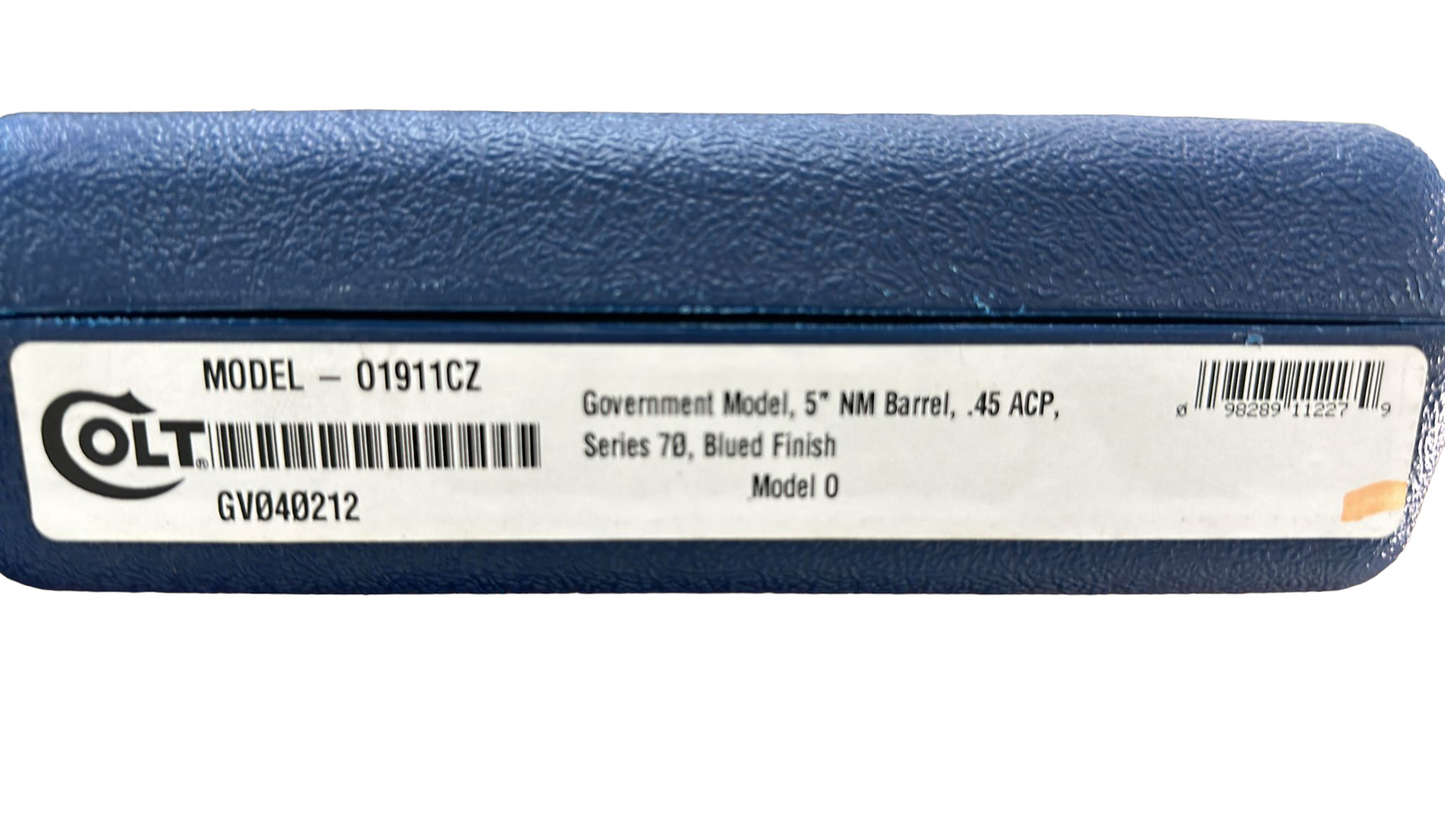 MODEL – 01911CZ
COLT®
GV040212
Government Model, 5" NM Barrel, .45 ACP,
Series 70, Blued Finish
Model O
0 98289 11227 9